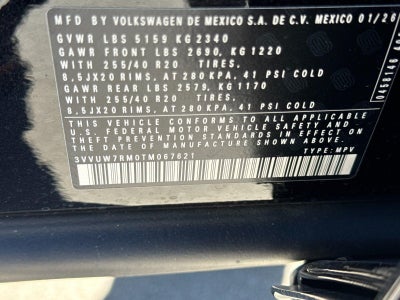 MFD BY VOLKSWAGEN DE MEXICO S.A. DE C.V. MEXICO 01/26
GVWR LBS 5159 KG 2340
GAWR FRONT LBS 2690, KG 1220
WITH 255/40 R20 TIRES,
8.5JX20 RIMS, AT 280 KPA, 41 PSI COLD
GAWR REAR LBS 2579, KG 1170
WITH 255/40 R20 TIRES,
8.5JX20 RIMS, AT 280 KPA, 41 PSI COLD
THIS VEHICLE CONFORMS TO ALL APPLICABLE
U.S. FEDERAL MOTOR VEHICLE SAFETY AND
THEFT PREVENTION STANDARDS IN EFFECT ON
THE DATE OF MANUFACTURE SHOWN ABOVE.
3VVUW7RM0TM067621 TYPE: MPV